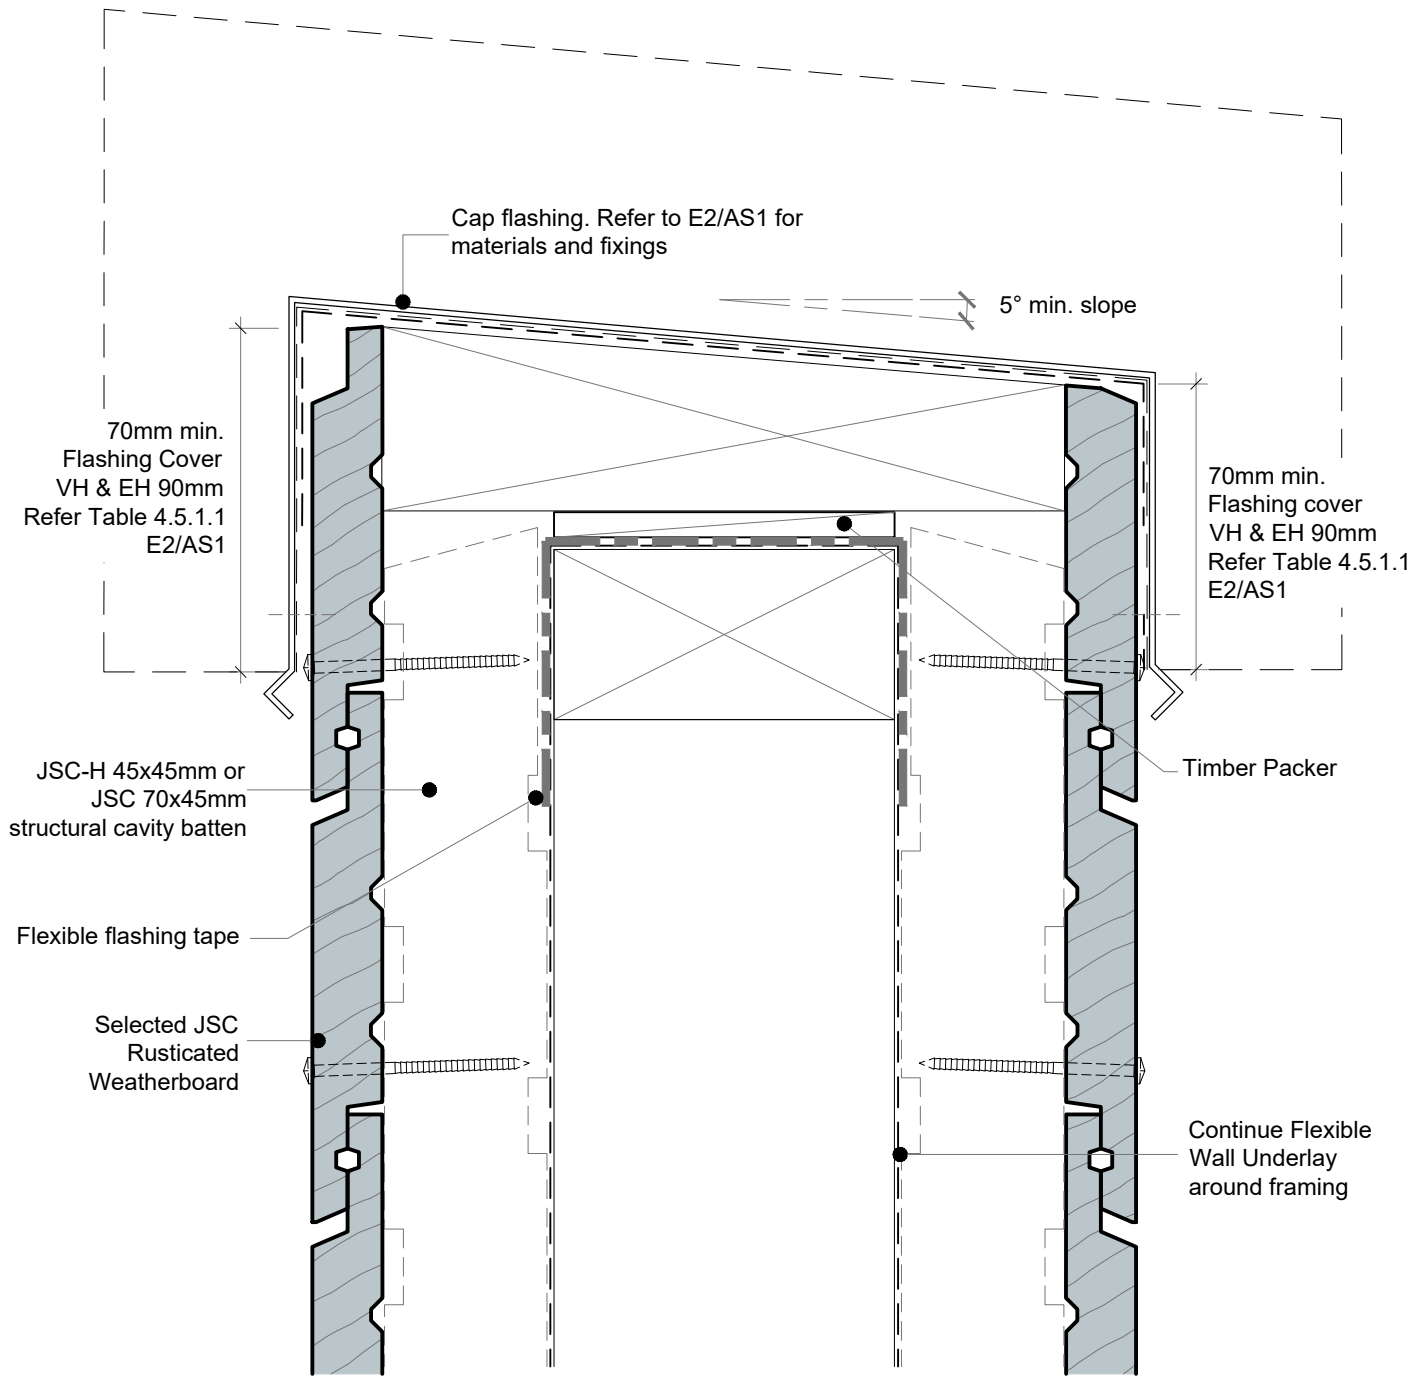 Cap flashing. Refer to E2/AS1 for
materials and fixings
5° min. slope
70mm min.
Flashing Cover
VH & EH 90mm
Refer Table 4.5.1.1
E2/AS1
70mm min.
Flashing cover
VH & EH 90mm
Refer Table 4.5.1.1
E2/AS1
JSC-H 45x45mm or
JSC 70x45mm
structural cavity batten
Timber Packer
Flexible flashing tape
Selected JSC
Rusticated
Weatherboard
Continue Flexible
Wall Underlay
around framing